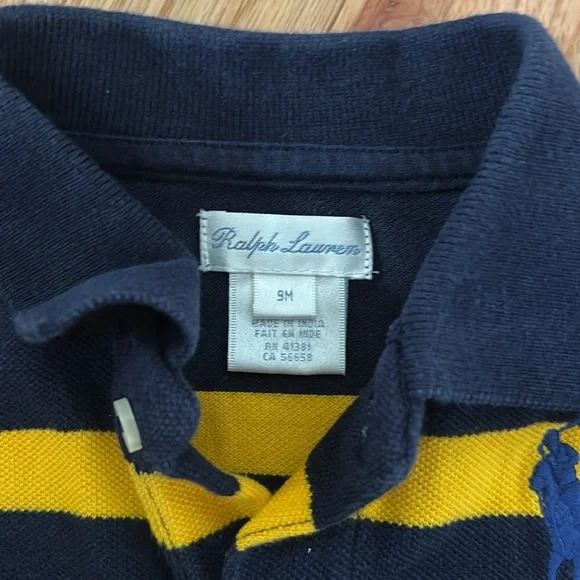 Ralph Lauren
9M
MADE IN INDIA
FAIT EN INDE
RN 41381
CA 56658